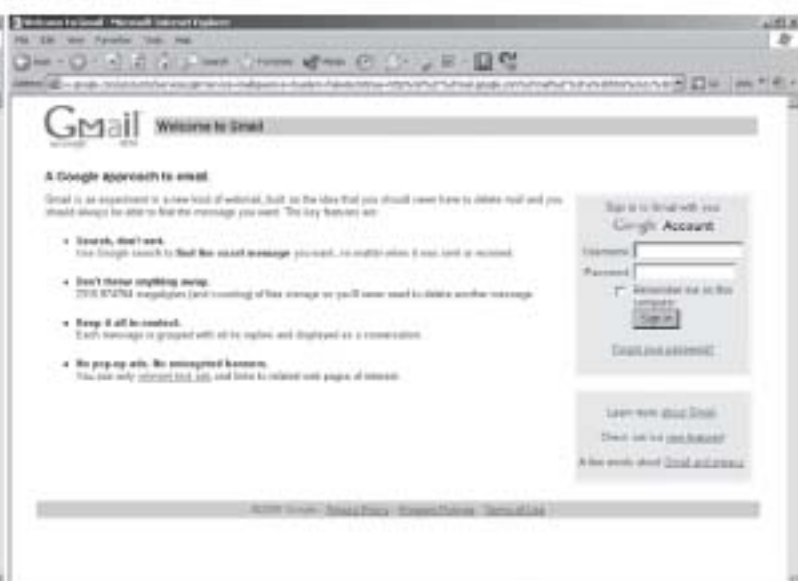 Welcome to Gmail - Microsoft Internet Explorer
File Edit View Favorites Tools Help
Search Favorites Media
Gmail
Welcome to Gmail
A Google approach to email.
Gmail is an experiment in a new kind of webmail, built on the idea that you should never have to delete mail and you
should always be able to find the message you want. The key features are:
Search, don't sort.
Use Google search to find the exact message you want, no matter when it was sent or received.
Don't throw anything away.
megabytes (and counting) of free storage so you'll never need to delete another message.
Keep it all in context.
Each message is grouped with all its replies and displayed as a conversation.
No pop-up ads. No untargeted banners.
You see only relevant text ads and links to related web pages of interest.
Sign in to Gmail with your
Google Account
Username:
Password:
Remember me on this
computer.
Sign in
Forgot your password?
Learn more about Gmail
Check out our new features!
A few words about Gmail and privacy
Google - Privacy Policy - Program Policies - Terms of Use